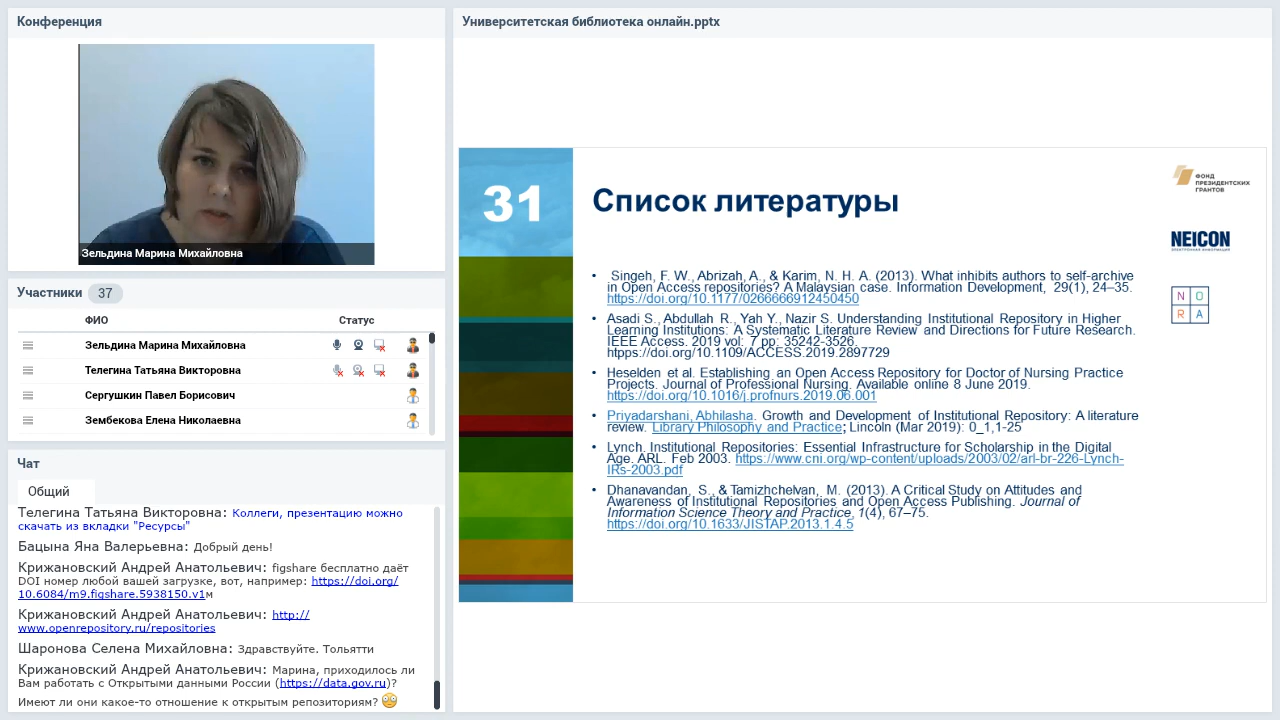 Конференция
Зельдина Марина Михайловна
Участники 37
ФИО Статус
Зельдина Марина Михайловна
Телегина Татьяна Викторовна
Сергушкин Павел Борисович
Зембекова Елена Николаевна
Чат
Общий
Телегина Татьяна Викторовна: Коллеги, презентацию можно
скачать из вкладки "Ресурсы"
Бацына Яна Валерьевна: Добрый день!
Крижановский Андрей Анатольевич: figshare бесплатно даёт
DOI номер любой вашей загрузке, вот, например: https://doi.org/
10.6084/m9.figshare.5938150.v1м
Крижановский Андрей Анатольевич: http://
www.openrepository.ru/repositories
Шаронова Селена Михайловна: Здравствуйте. Тольятти
Крижановский Андрей Анатольевич: Марина, приходилось ли
Вам работать с Открытыми данными России (https://data.gov.ru)?
Имеют ли они какое-то отношение к открытым репозиториям?
Университетская библиотека онлайн.pptx
31
Список литературы
ФОНД
ПРЕЗИДЕНТСКИХ
ГРАНТОВ
NEICON
ЭЛЕКТРОННАЯ ИНФОРМАЦИЯ
N O
R A
• Singeh, F. W., Abrizah, A., & Karim, N. H. A. (2013). What inhibits authors to self-archive
in Open Access repositories? A Malaysian case. Information Development, 29(1), 24–35.
https://doi.org/10.1177/0266666912450450
• Asadi S., Abdullah R., Yah Y., Nazir S. Understanding Institutional Repository in Higher
Learning Institutions: A Systematic Literature Review and Directions for Future Research.
IEEE Access. 2019 vol: 7 pp: 35242-3526.
htpps://doi.org/10.1109/ACCESS.2019.2897729
• Heselden et al. Establishing an Open Access Repository for Doctor of Nursing Practice
Projects. Journal of Professional Nursing. Available online 8 June 2019.
https://doi.org/10.1016/j.profnurs.2019.06.001
• Priyadarshani, Abhilasha. Growth and Development of Institutional Repository: A literature
review. Library Philosophy and Practice; Lincoln (Mar 2019): 0_1,1-25
• Lynch. Institutional Repositories: Essential Infrastructure for Scholarship in the Digital
Age. ARL. Feb 2003. https://www.cni.org/wp-content/uploads/2003/02/arl-br-226-Lynch-
IRs-2003.pdf
• Dhanavandan, S., & Tamizhchelvan, M. (2013). A Critical Study on Attitudes and
Awareness of Institutional Repositories and Open Access Publishing. Journal of
Information Science Theory and Practice, 1(4), 67–75.
https://doi.org/10.1633/JISTAP.2013.1.4.5